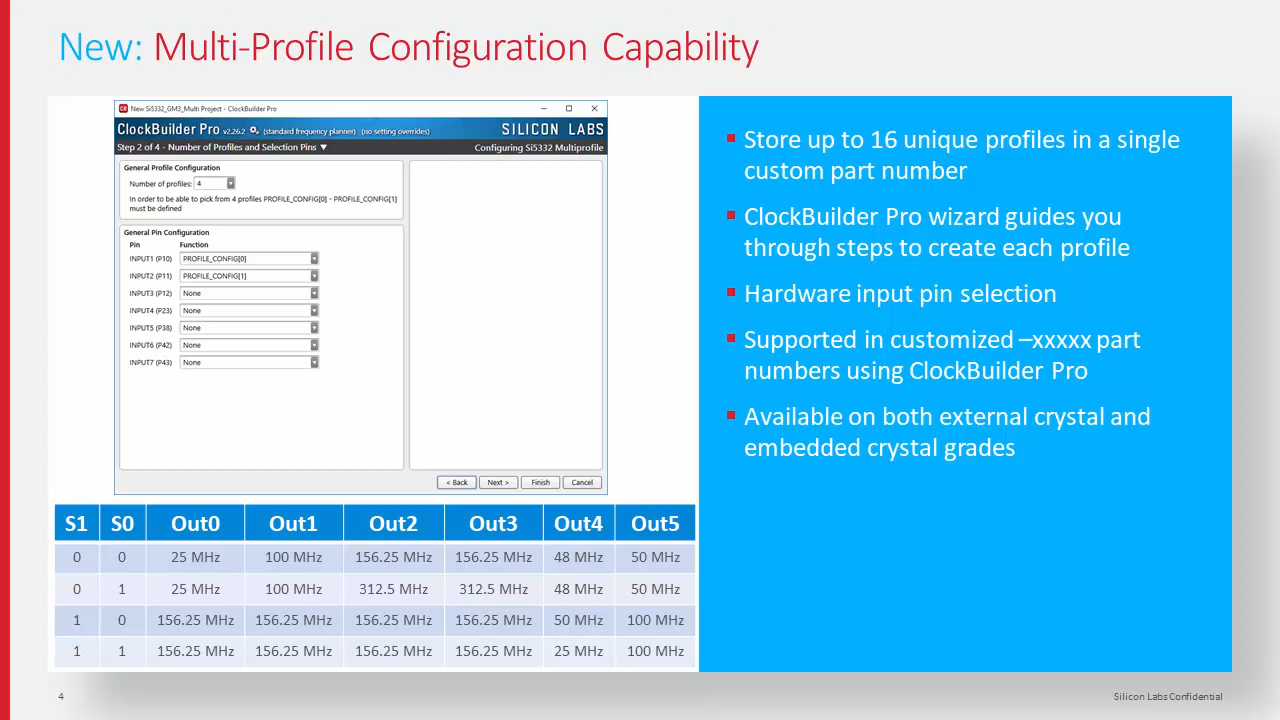 New: Multi-Profile Configuration Capability
New Si5332_GM3_Multi Project - ClockBuilder Pro
ClockBuilder Pro v2.26.2 (standard frequency planner) (no setting overrides) SILICON LABS
Step 2 of 4 - Number of Profiles and Selection Pins ▼ Configuring Si5332 Multiprofile
General Profile Configuration
Number of profiles: 4
In order to be able to pick from 4 profiles PROFILE_CONFIG[0] - PROFILE_CONFIG[1]
must be defined
General Pin Configuration
Pin Function
INPUT1 (P10) PROFILE_CONFIG[0]
INPUT2 (P11) PROFILE_CONFIG[1]
INPUT3 (P12) None
INPUT4 (P23) None
INPUT5 (P38) None
INPUT6 (P42) None
INPUT7 (P43) None
< Back Next > Finish Cancel
S1 S0 Out0 Out1 Out2 Out3 Out4 Out5
0 0 25 MHz 100 MHz 156.25 MHz 156.25 MHz 48 MHz 50 MHz
0 1 25 MHz 100 MHz 312.5 MHz 312.5 MHz 48 MHz 50 MHz
1 0 156.25 MHz 156.25 MHz 156.25 MHz 156.25 MHz 50 MHz 100 MHz
1 1 156.25 MHz 156.25 MHz 156.25 MHz 156.25 MHz 25 MHz 100 MHz
Store up to 16 unique profiles in a single
custom part number
ClockBuilder Pro wizard guides you
through steps to create each profile
Hardware input pin selection
Supported in customized –xxxxx part
numbers using ClockBuilder Pro
Available on both external crystal and
embedded crystal grades
4
Silicon Labs Confidential